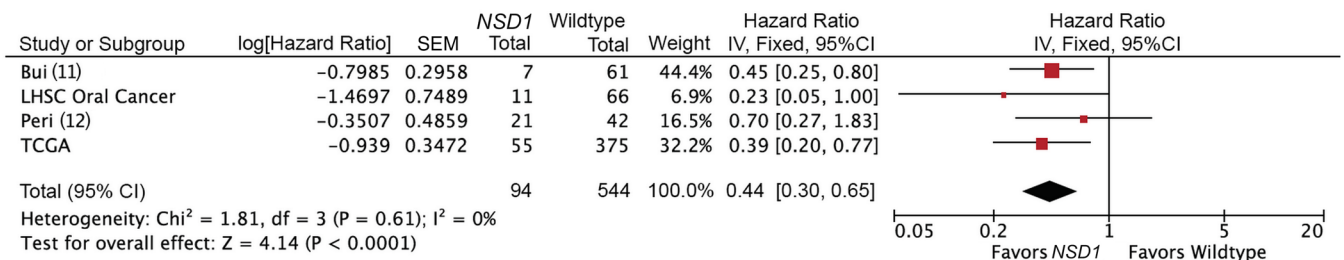 NSD1 Wildtype Hazard Ratio Hazard Ratio
Study or Subgroup log[Hazard Ratio] SEM Total Total Weight IV, Fixed, 95%CI IV, Fixed, 95%CI
Bui (11) −0.7985 0.2958 7 61 44.4% 0.45 [0.25, 0.80]
LHSC Oral Cancer −1.4697 0.7489 11 66 6.9% 0.23 [0.05, 1.00]
Peri (12) −0.3507 0.4859 21 42 16.5% 0.70 [0.27, 1.83]
TCGA −0.939 0.3472 55 375 32.2% 0.39 [0.20, 0.77]
Total (95% CI) 94 544 100.0% 0.44 [0.30, 0.65]
Heterogeneity: Chi² = 1.81, df = 3 (P = 0.61); I² = 0%
Test for overall effect: Z = 4.14 (P < 0.0001)
0.05 0.2 1 5 20
Favors NSD1 Favors Wildtype